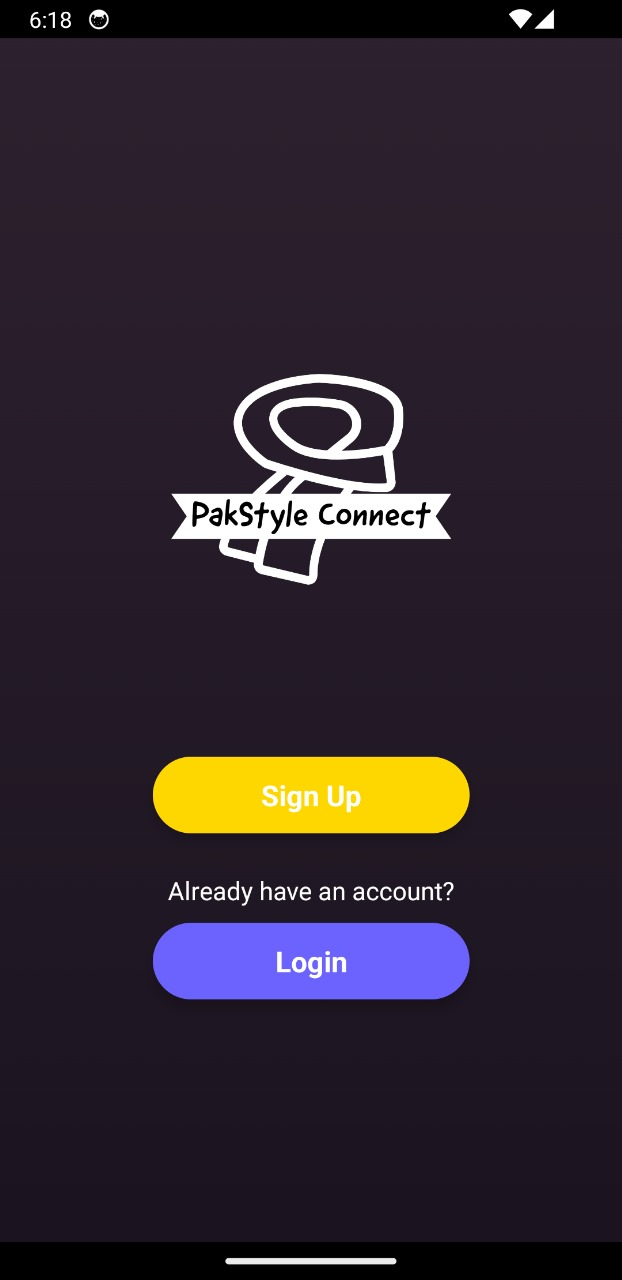 6:18
PakStyle Connect
Sign Up
Already have an account?
Login